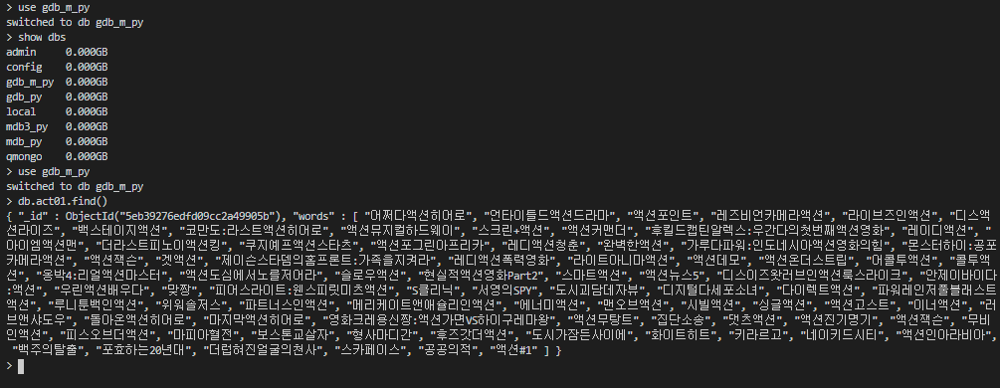 > use gdb_m_py
switched to db gdb_m_py
> show dbs
admin 0.000GB
config 0.000GB
gdb_m_py 0.000GB
gdb_py 0.000GB
local 0.000GB
mdb3_py 0.000GB
mdb_py 0.000GB
qmongo 0.000GB
> use gdb_m_py
switched to db gdb_m_py
> db.act01.find()
{ "_id" : ObjectId("5eb39276edfd09cc2a49905b"), "words" : [ "어쩌다액션히어로", "언타이틀드액션드라마", "액션포인트", "레즈비언카메라액션", "라이브즈인액션", "디스액
션라이즈", "백스테이지액션", "코만도:라스트액션히어로", "액션뮤지컬하드웨이", "스크린+액션", "액션커맨더", "후킬드캡틴알렉스:우간다의첫번째액션영화", "레이디액션", "
아이엠액션맨", "더라스트피노이액션킹", "쿠지예프액션스타츠", "액션포그린아프리카", "레디액션청춘", "완벽한액션", "가루다파워:인도네시아액션영화의힘", "몬스터하이:공포
카메라액션", "액션잭슨", "겟액션", "제이슨스타뎀의홈프론트:가족을지켜라", "레디액션폭력영화", "라이트아니마액션", "액션데모", "액션온더스트립", "어콜투액션", "콜투액
션", "옹박4:리얼액션마스터", "액션도심에서노를저어라", "슬로우액션", "현실적액션영화Part2", "스마트액션", "액션뉴스5", "디스이즈왓러브인액션룩스라이크", "안제이바이다
:액션", "우린액션배우다", "맞짱", "피어스라이트:웬스피릿미츠액션", "S클리닉", "서영의SPY", "도시괴담데자뷰", "디지털다세포소녀", "다이렉트액션", "파워레인저풀블래스트
액션", "루니툰백인액션", "위워솔저스", "파트너스인액션", "메리케이트앤애슐리인액션", "에너미액션", "맨오브액션", "시빌액션", "싱글액션", "액션고스트", "이너액션", "러
브앤샤도우", "돌아온액션히어로", "마지막액션히어로", "영화크레용신짱:액션가면VS하이구레마왕", "액션무탕트", "집단소송", "댓츠액션", "액션진기명기", "액션잭슨", "무비
인액션", "피스오브더액션", "마피아혈전", "보스톤교살자", "형사마디간", "후즈갓더액션", "도시가잠든사이에", "화이트히트", "키라르고", "네이키드시티", "액션인아라비아",
"백주의탈출", "포효하는20년대", "더럽혀진얼굴의천사", "스카페이스", "공공의적", "액션#1" ] }
>